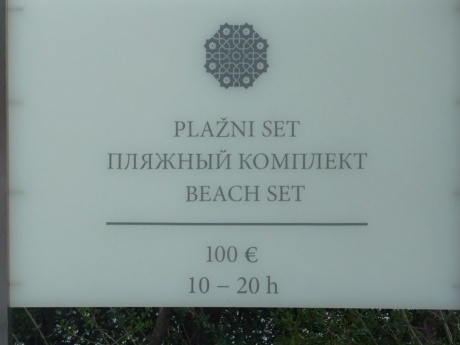 PLAŽNI SET
ПЛЯЖНЫЙ КОМПЛЕКТ
BEACH SET
100 €
10 – 20 h